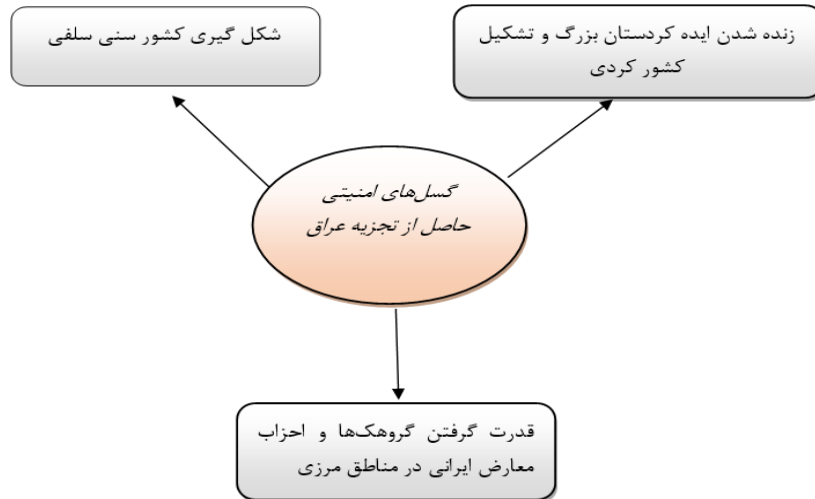 زنده شدن ایده کردستان بزرگ و تشکیل
کشور کردی
شکل گیری کشور سنی سلفی
گسل‌های امنیتی
حاصل از تجزیه عراق
قدرت گرفتن گروهک‌ها و احزاب
معارض ایرانی در مناطق مرزی